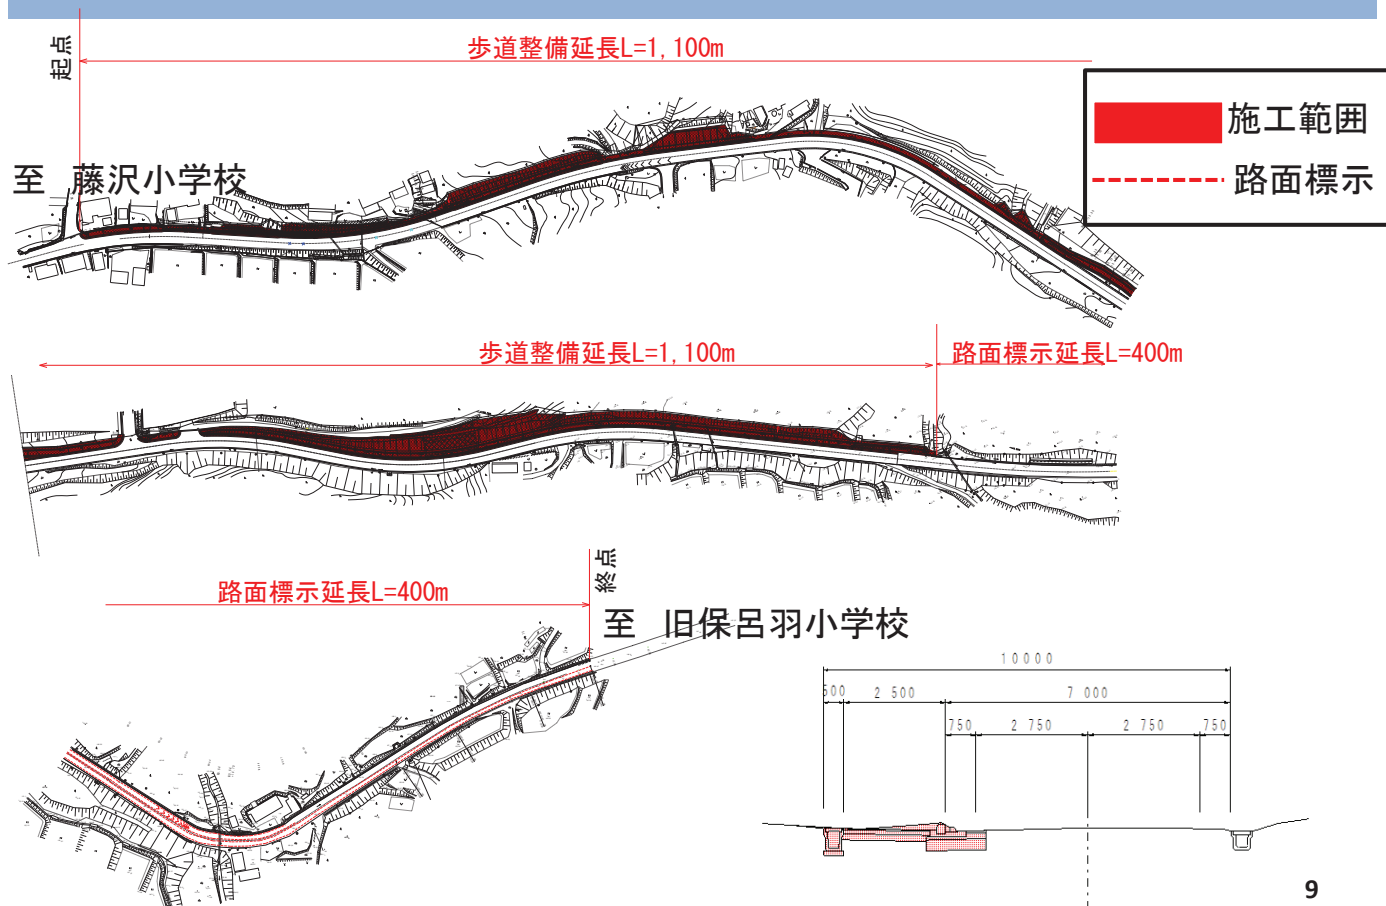 起点
歩道整備延長L=1,100m
施工範囲
路面標示
至　藤沢小学校
歩道整備延長L=1,100m
路面標示延長L=400m
路面標示延長L=400m
終点
至　旧保呂羽小学校
10000
500 2 500 7 000
750 2 750 2 750 750
9